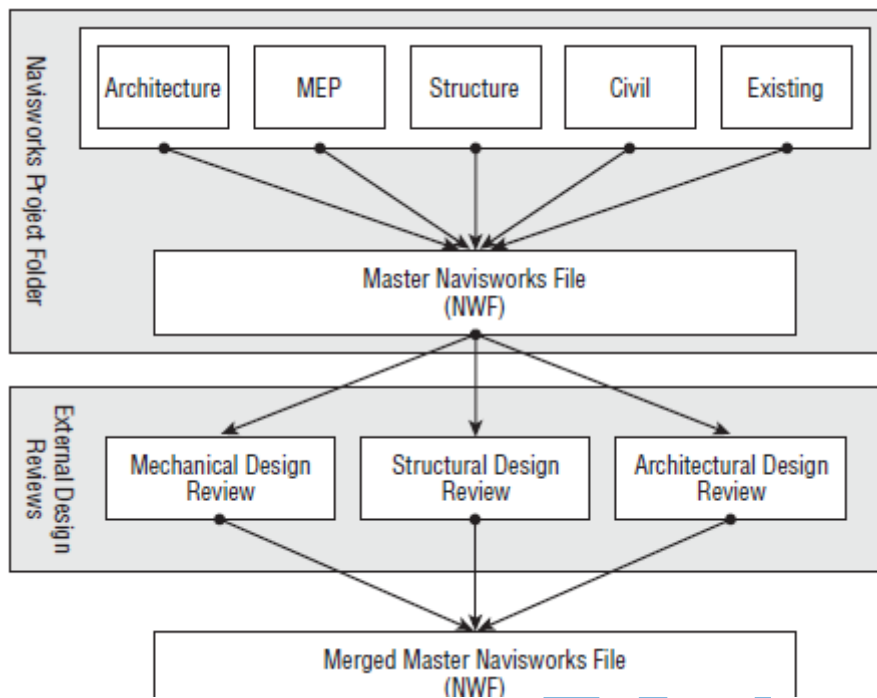 Navisworks Project Folder
Architecture
MEP
Structure
Civil
Existing
Master Navisworks File
(NWF)
External Design
Reviews
Mechanical Design
Review
Structural Design
Review
Architectural Design
Review
Merged Master Navisworks File
(NWF)